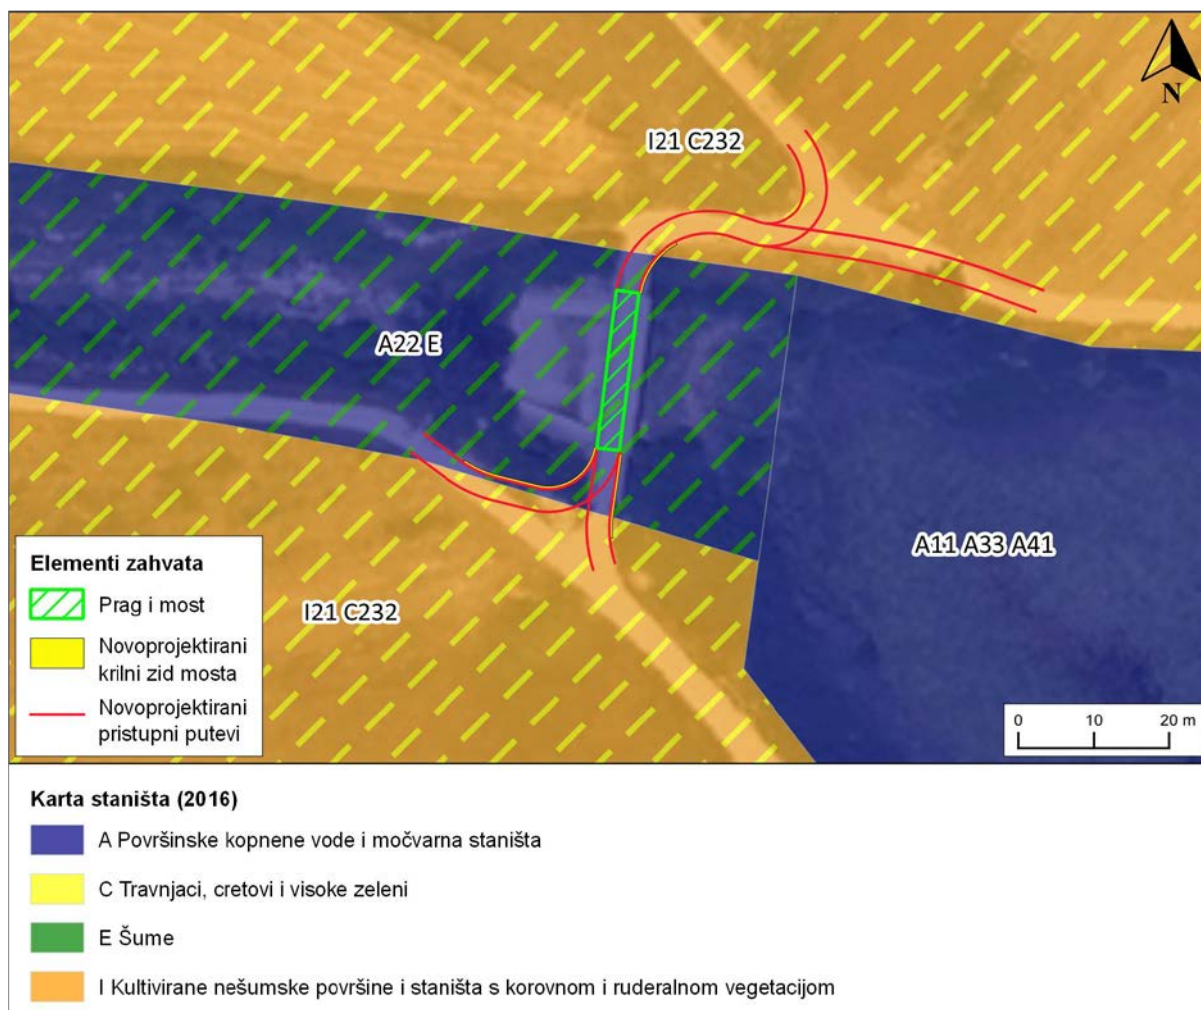 N
I21 C232
A22 E
A11 A33 A41
I21 C232
Elementi zahvata
Prag i most
Novoprojektirani
krilni zid mosta
Novoprojektirani
pristupni putevi
0 10 20 m
Karta staništa (2016)
A Površinske kopnene vode i močvarna staništa
C Travnjaci, cretovi i visoke zeleni
E Šume
I Kultivirane nešumske površine i staništa s korovnom i ruderalnom vegetacijom